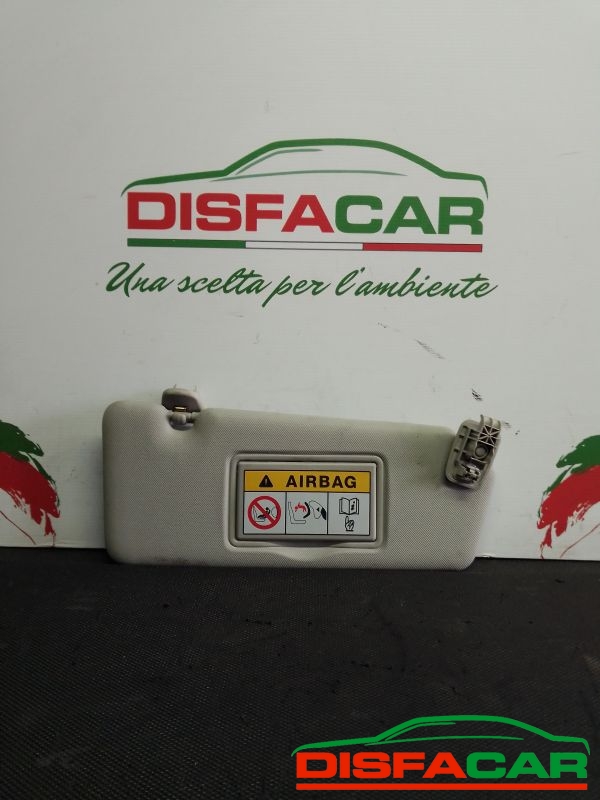 DISFACAR
Una scelta per l'ambiente
AIRBAG
DISFACAR